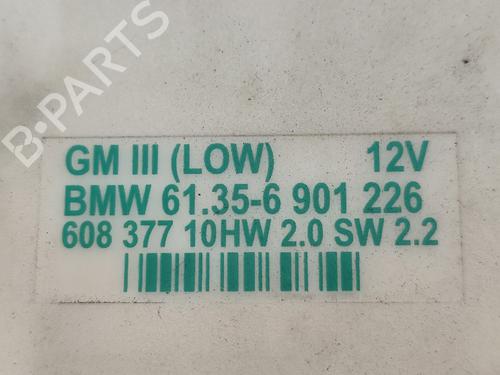 B-PARTS
GM III (LOW) 12V
BMW 61.35-6 901 226
608 377 10HW 2.0 SW 2.2